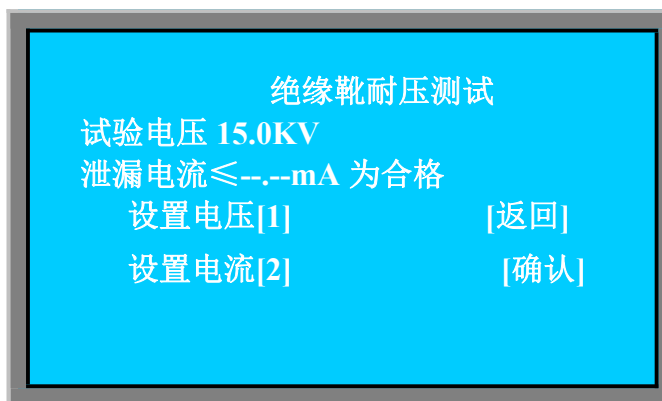 绝缘靴耐压测试
试验电压 15.0KV
泄漏电流≤--.--mA 为合格
设置电压[1] [返回]
设置电流[2] [确认]